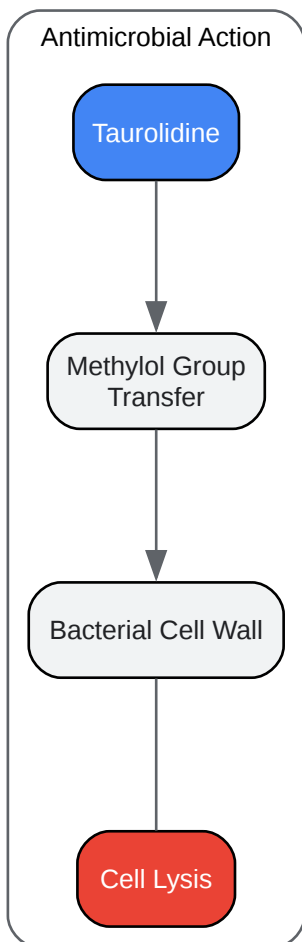 Antimicrobial Action
Taurolidine
Methylol Group
Transfer
Bacterial Cell Wall
Cell Lysis